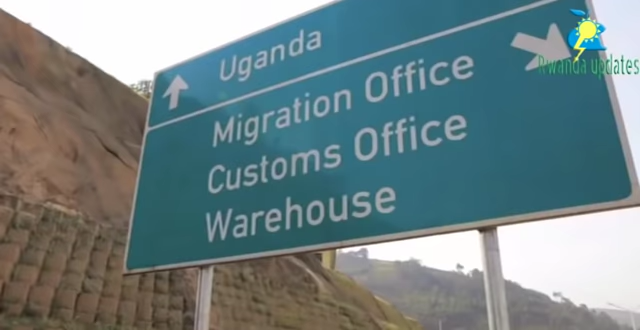 Uganda
Migration Office
Customs Office
Warehouse
Rwanda updates